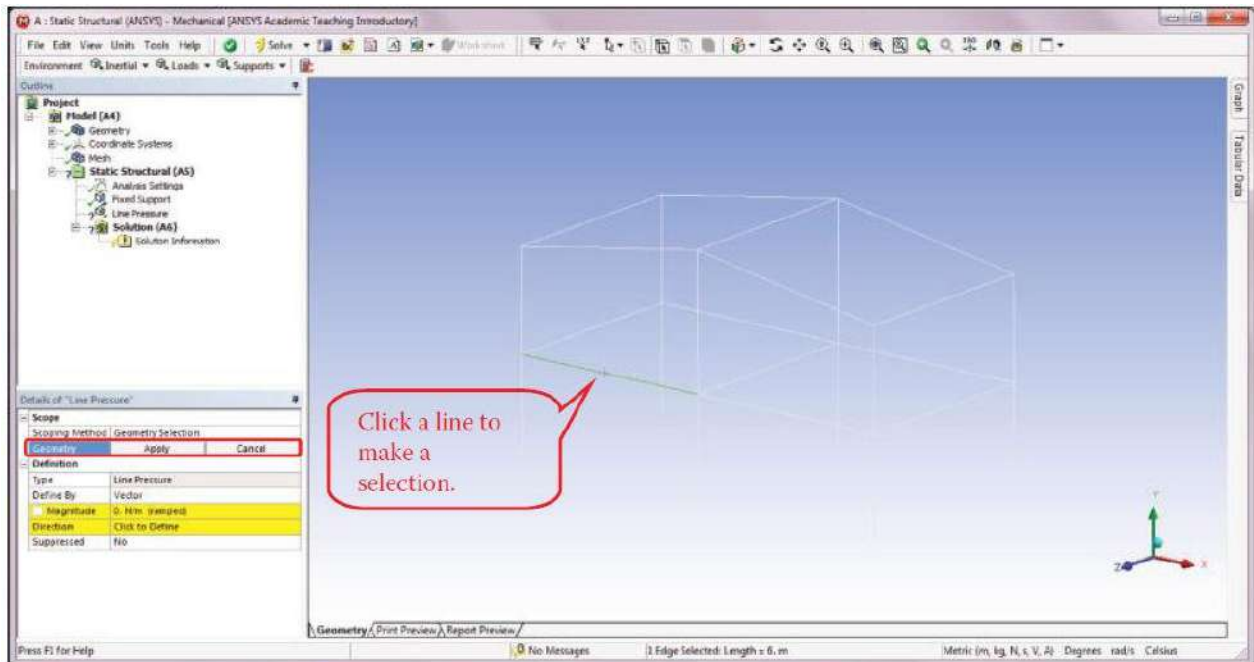 A : Static Structural (ANSYS) - Mechanical [ANSYS Academic Teaching Introductory]
File Edit View Units Tools Help Solve Worksheet
Environment Inertial Loads Supports
Outline
Project
Model (A4)
Geometry
Coordinate Systems
Mesh
Static Structural (A5)
Analysis Settings
Fixed Support
Line Pressure
Solution (A6)
Solution Information
Graph
Tabular Data
Click a line to
make a
selection.
Details of "Line Pressure"
Scope
Scoping Method Geometry Selection
Geometry Apply Cancel
Definition
Type Line Pressure
Define By Vector
Magnitude 0. N/m (ramped)
Direction Click to Define
Suppressed No
Y
Z X
Geometry Print Preview Report Preview
Press F1 for Help No Messages 1 Edge Selected: Length = 6. m Metric (m, kg, N, s, V, A) Degrees rad/s Celsius